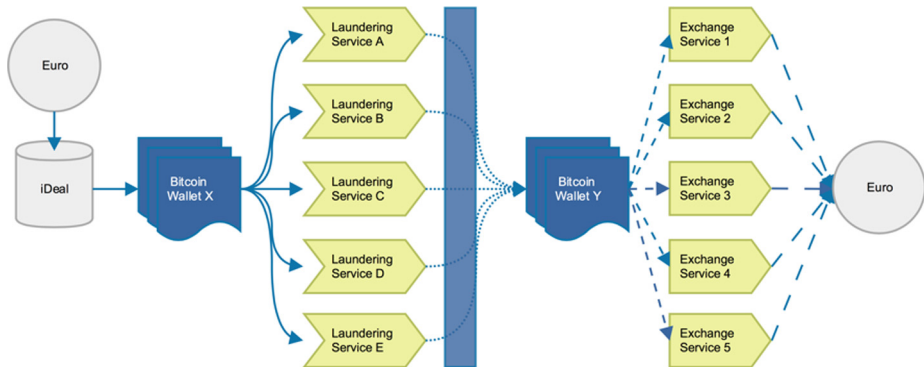 Euro
iDeal
Bitcoin
Wallet X
Laundering
Service A
Laundering
Service B
Laundering
Service C
Laundering
Service D
Laundering
Service E
Bitcoin
Wallet Y
Exchange
Service 1
Exchange
Service 2
Exchange
Service 3
Exchange
Service 4
Exchange
Service 5
Euro